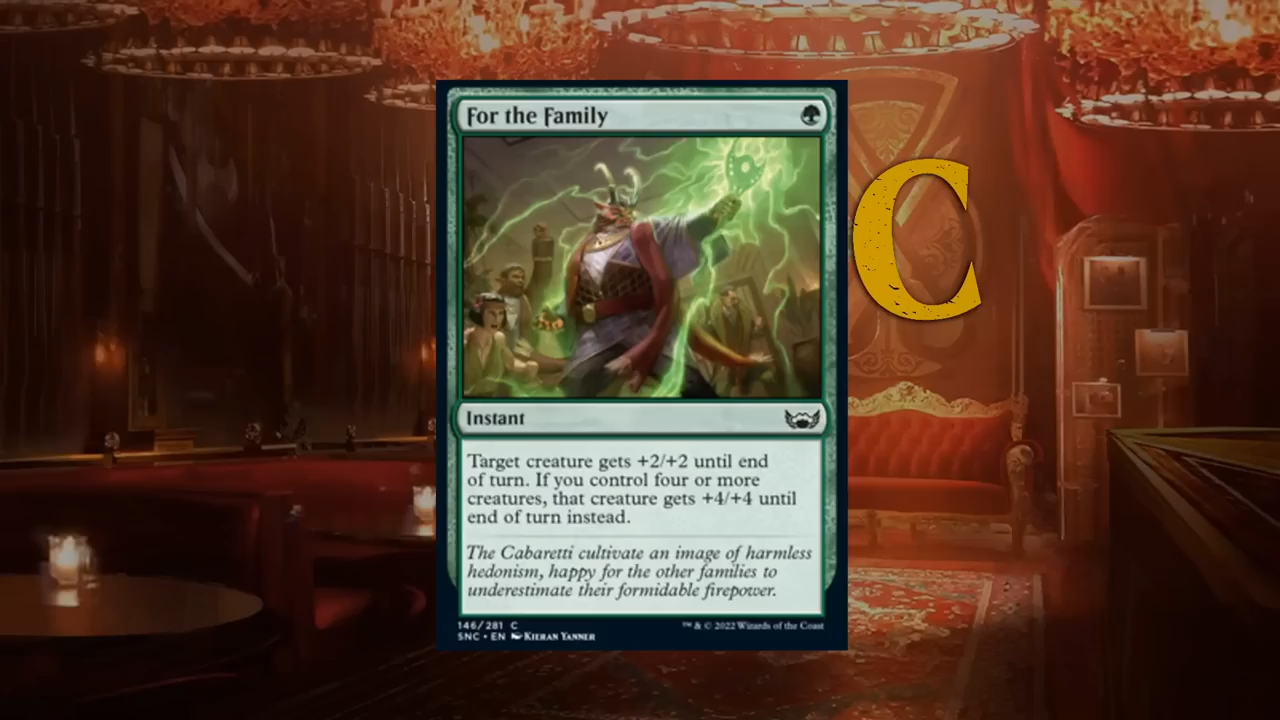 For the Family
C
Instant
Target creature gets +2/+2 until end
of turn. If you control four or more
creatures, that creature gets +4/+4 until
end of turn instead.
The Cabaretti cultivate an image of harmless
hedonism, happy for the other families to
underestimate their formidable firepower.
146/281 C
SNC • EN KIERAN YANNER
™ & © 2022 Wizards of the Coast